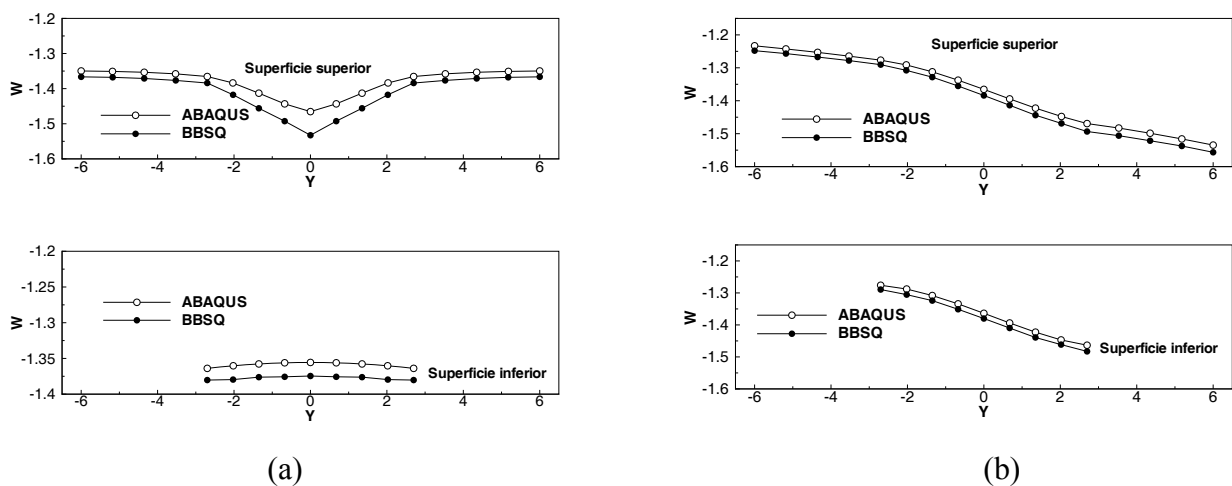 -1.2
-1.3
W
-1.4
-1.5
-1.6
Superficie superior
ABAQUS
BBSQ
-6 -4 -2 0 2 4 6
Y
-1.2
-1.25
W
-1.3
-1.35
-1.4
ABAQUS
BBSQ
Superficie inferior
-6 -4 -2 0 2 4 6
Y
(a)
-1.2
-1.3
W
-1.4
-1.5
-1.6
Superficie superior
ABAQUS
BBSQ
-6 -4 -2 0 2 4 6
Y
-1.2
-1.3
W
-1.4
-1.5
-1.6
ABAQUS
BBSQ
Superficie inferior
-6 -4 -2 0 2 4 6
Y
(b)